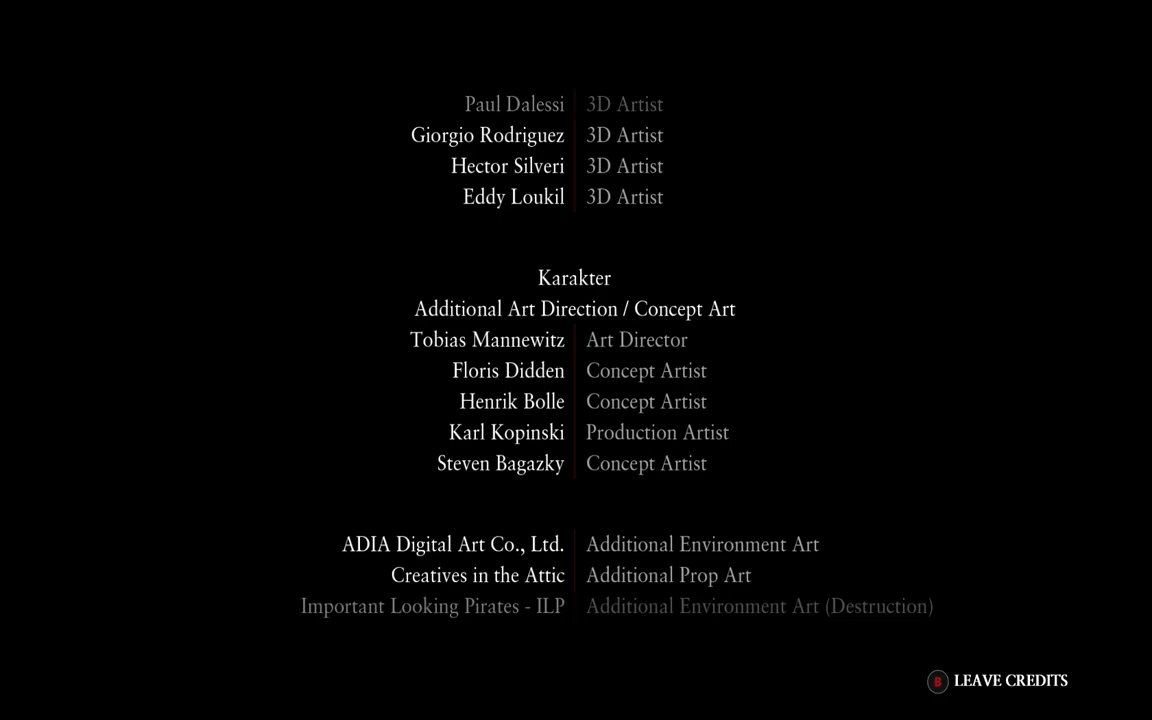 Paul Dalessi 3D Artist
Giorgio Rodriguez 3D Artist
Hector Silveri 3D Artist
Eddy Loukil 3D Artist
Karakter
Additional Art Direction / Concept Art
Tobias Mannewitz Art Director
Floris Didden Concept Artist
Henrik Bolle Concept Artist
Karl Kopinski Production Artist
Steven Bagazky Concept Artist
ADIA Digital Art Co., Ltd. Additional Environment Art
Creatives in the Attic Additional Prop Art
Important Looking Pirates - ILP Additional Environment Art (Destruction)
B LEAVE CREDITS